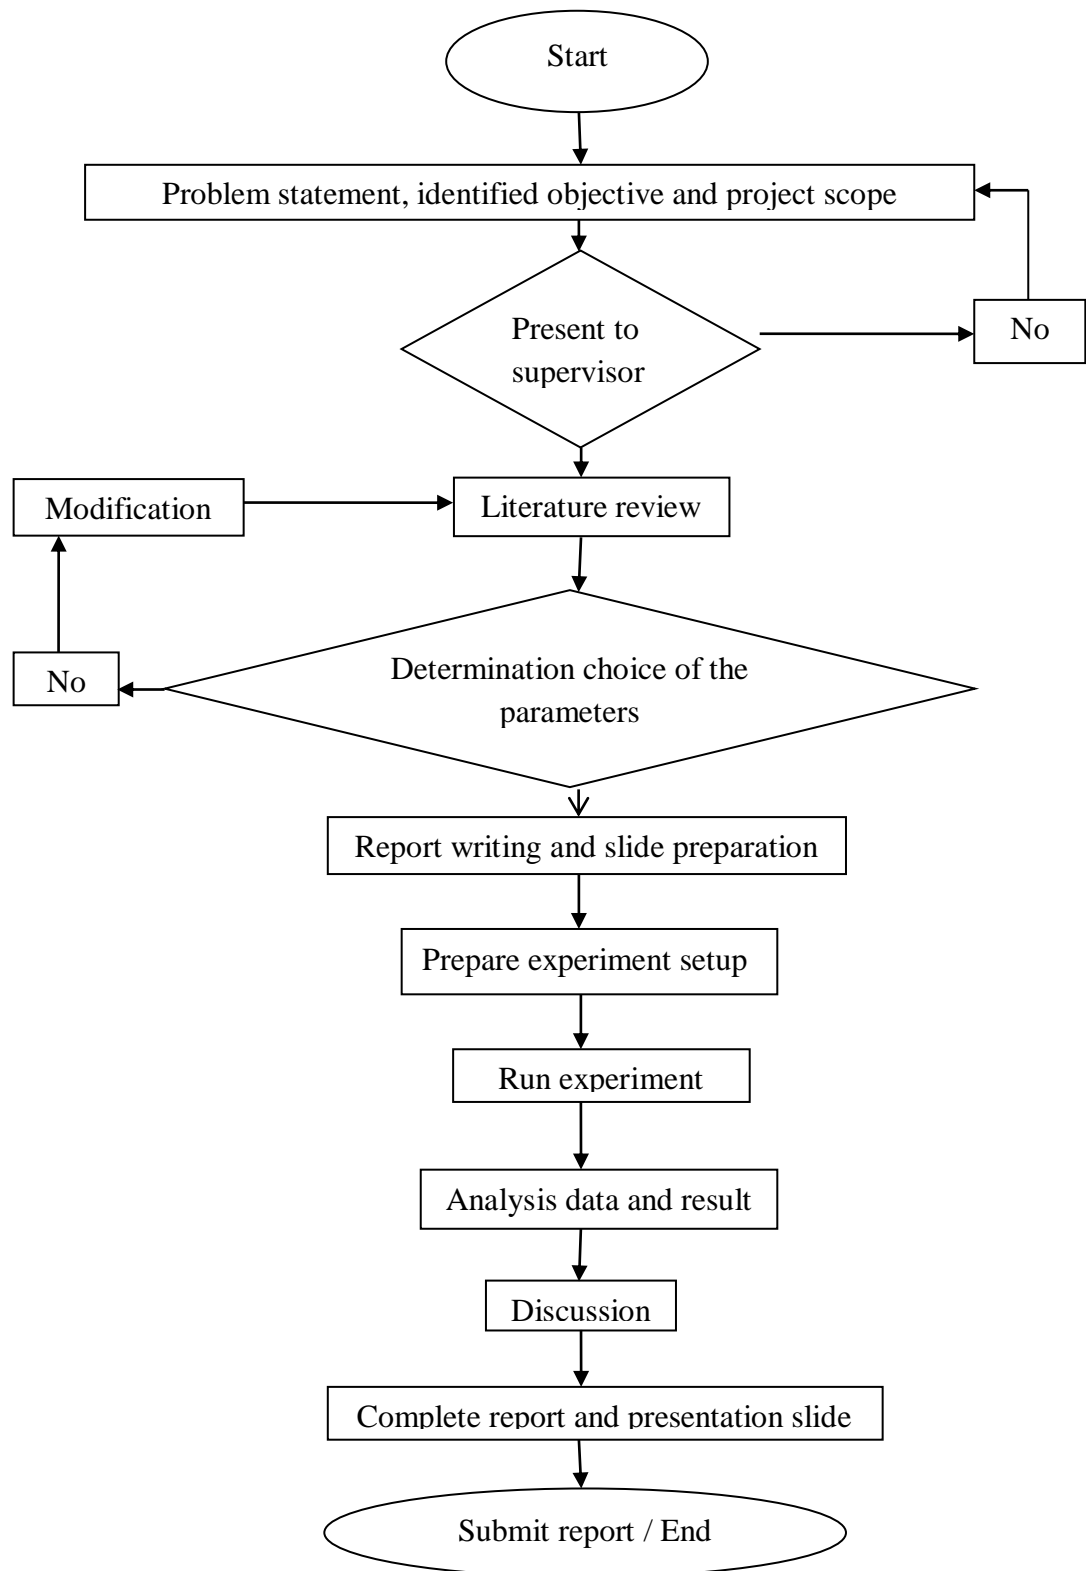 Start
Problem statement, identified objective and project scope
Present to
supervisor
No
Modification
Literature review
No
Determination choice of the
parameters
Report writing and slide preparation
Prepare experiment setup
Run experiment
Analysis data and result
Discussion
Complete report and presentation slide
Submit report / End